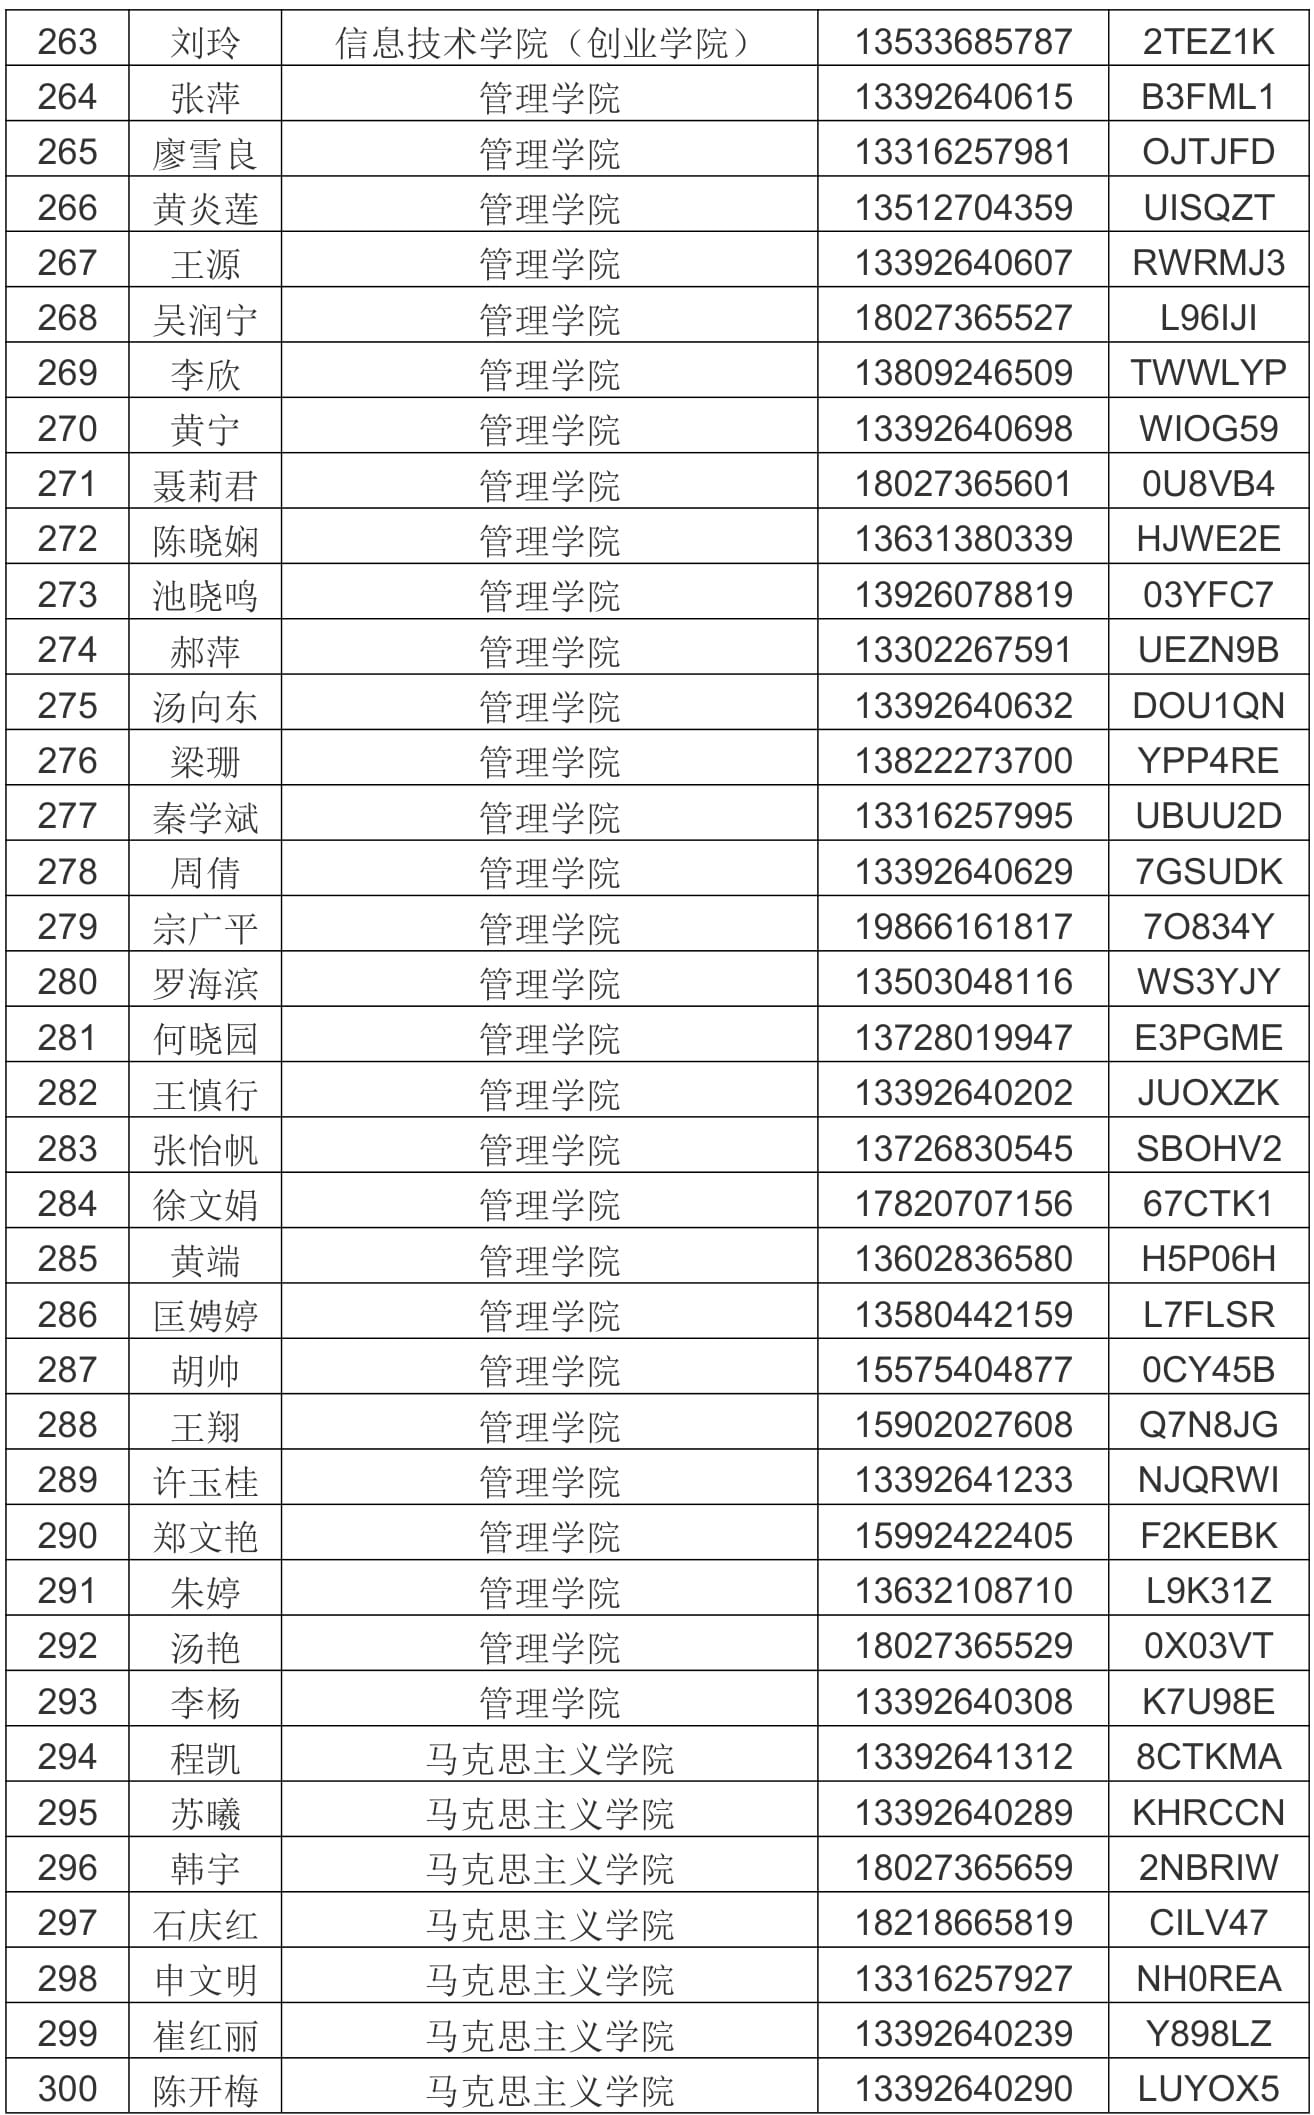 263 刘玲 信息技术学院（创业学院） 13533685787 2TEZ1K
264 张萍 管理学院 13392640615 B3FML1
265 廖雪良 管理学院 13316257981 OJTJFD
266 黄炎莲 管理学院 13512704359 UISQZT
267 王源 管理学院 13392640607 RWRMJ3
268 吴润宁 管理学院 18027365527 L96IJI
269 李欣 管理学院 13809246509 TWWLYP
270 黄宁 管理学院 13392640698 WIOG59
271 聂莉君 管理学院 18027365601 0U8VB4
272 陈晓娴 管理学院 13631380339 HJWE2E
273 池晓鸣 管理学院 13926078819 03YFC7
274 郝萍 管理学院 13302267591 UEZN9B
275 汤向东 管理学院 13392640632 DOU1QN
276 梁珊 管理学院 13822273700 YPP4RE
277 秦学斌 管理学院 13316257995 UBUU2D
278 周倩 管理学院 13392640629 7GSUDK
279 宗广平 管理学院 19866161817 7O834Y
280 罗海滨 管理学院 13503048116 WS3YJY
281 何晓园 管理学院 13728019947 E3PGME
282 王慎行 管理学院 13392640202 JUOXZK
283 张怡帆 管理学院 13726830545 SBOHV2
284 徐文娟 管理学院 17820707156 67CTK1
285 黄端 管理学院 13602836580 H5P06H
286 匡娉婷 管理学院 13580442159 L7FLSR
287 胡帅 管理学院 15575404877 0CY45B
288 王翔 管理学院 15902027608 Q7N8JG
289 许玉桂 管理学院 13392641233 NJQRWI
290 郑文艳 管理学院 15992422405 F2KEBK
291 朱婷 管理学院 13632108710 L9K31Z
292 汤艳 管理学院 18027365529 0X03VT
293 李杨 管理学院 13392640308 K7U98E
294 程凯 马克思主义学院 13392641312 8CTKMA
295 苏曦 马克思主义学院 13392640289 KHRCCN
296 韩宇 马克思主义学院 18027365659 2NBRIW
297 石庆红 马克思主义学院 18218665819 CILV47
298 申文明 马克思主义学院 13316257927 NH0REA
299 崔红丽 马克思主义学院 13392640239 Y898LZ
300 陈开梅 马克思主义学院 13392640290 LUYOX5